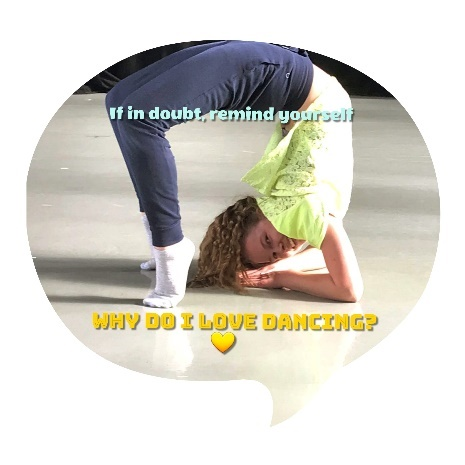 If in doubt, remind yourself
WHY DO I LOVE DANCING?